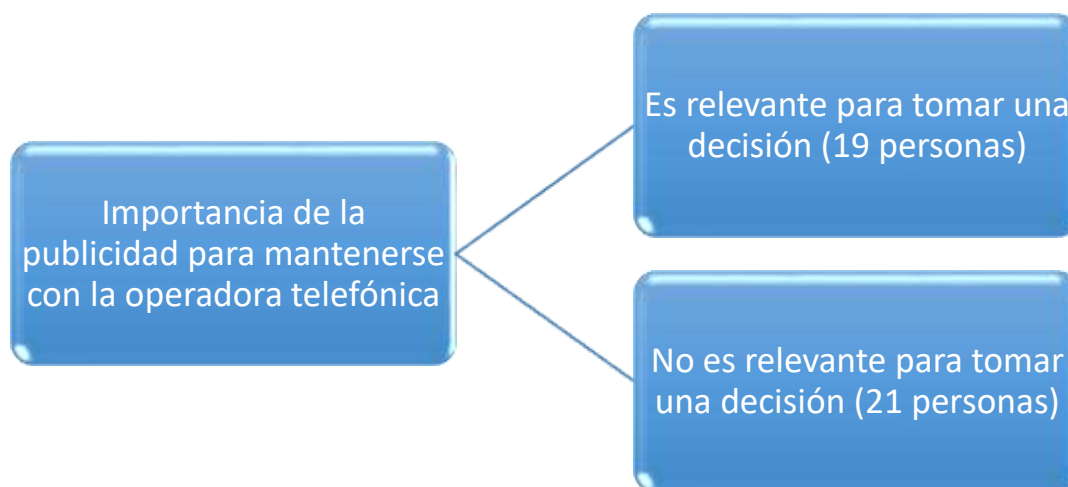 Importancia de la
publicidad para mantenerse
con la operadora telefónica
Es relevante para tomar una
decisión (19 personas)
No es relevante para tomar
una decisión (21 personas)